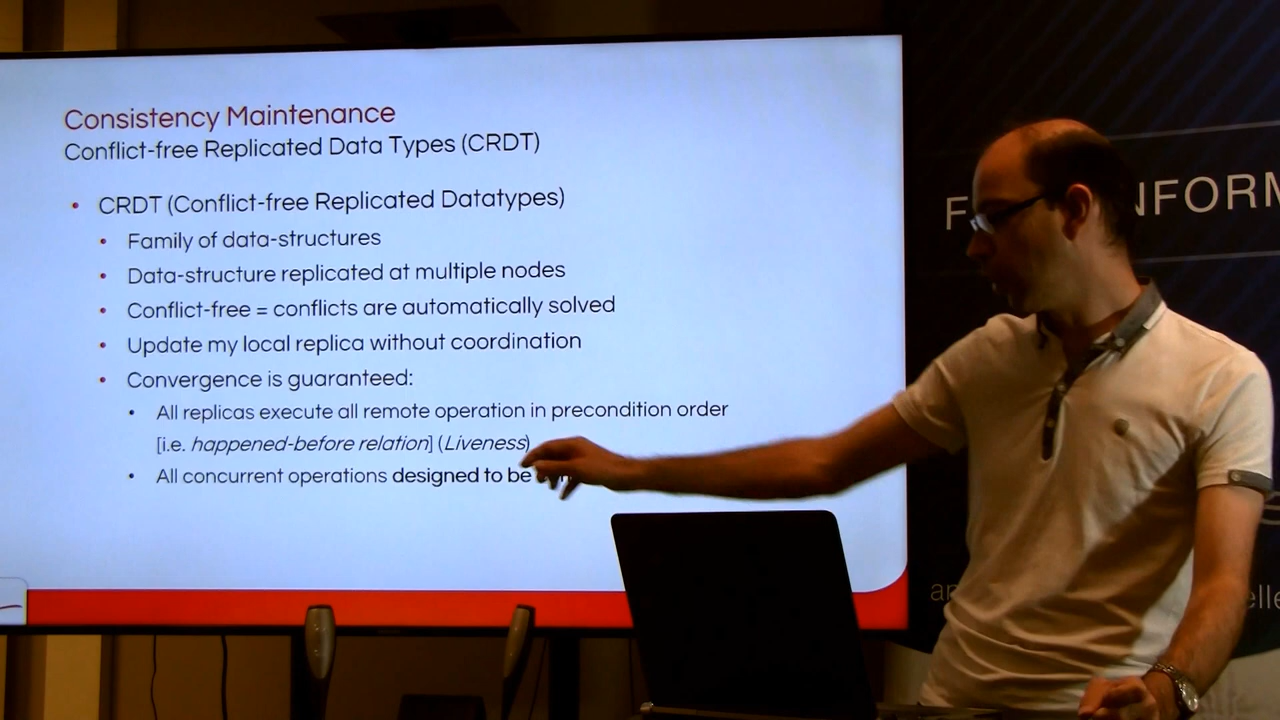 Consistency Maintenance
Conflict-free Replicated Data Types (CRDT)
• CRDT (Conflict-free Replicated Datatypes)
• Family of data-structures
• Data-structure replicated at multiple nodes
• Conflict-free = conflicts are automatically solved
• Update my local replica without coordination
• Convergence is guaranteed:
• All replicas execute all remote operation in precondition order
[i.e. happened-before relation] (Liveness)
• All concurrent operations designed to be